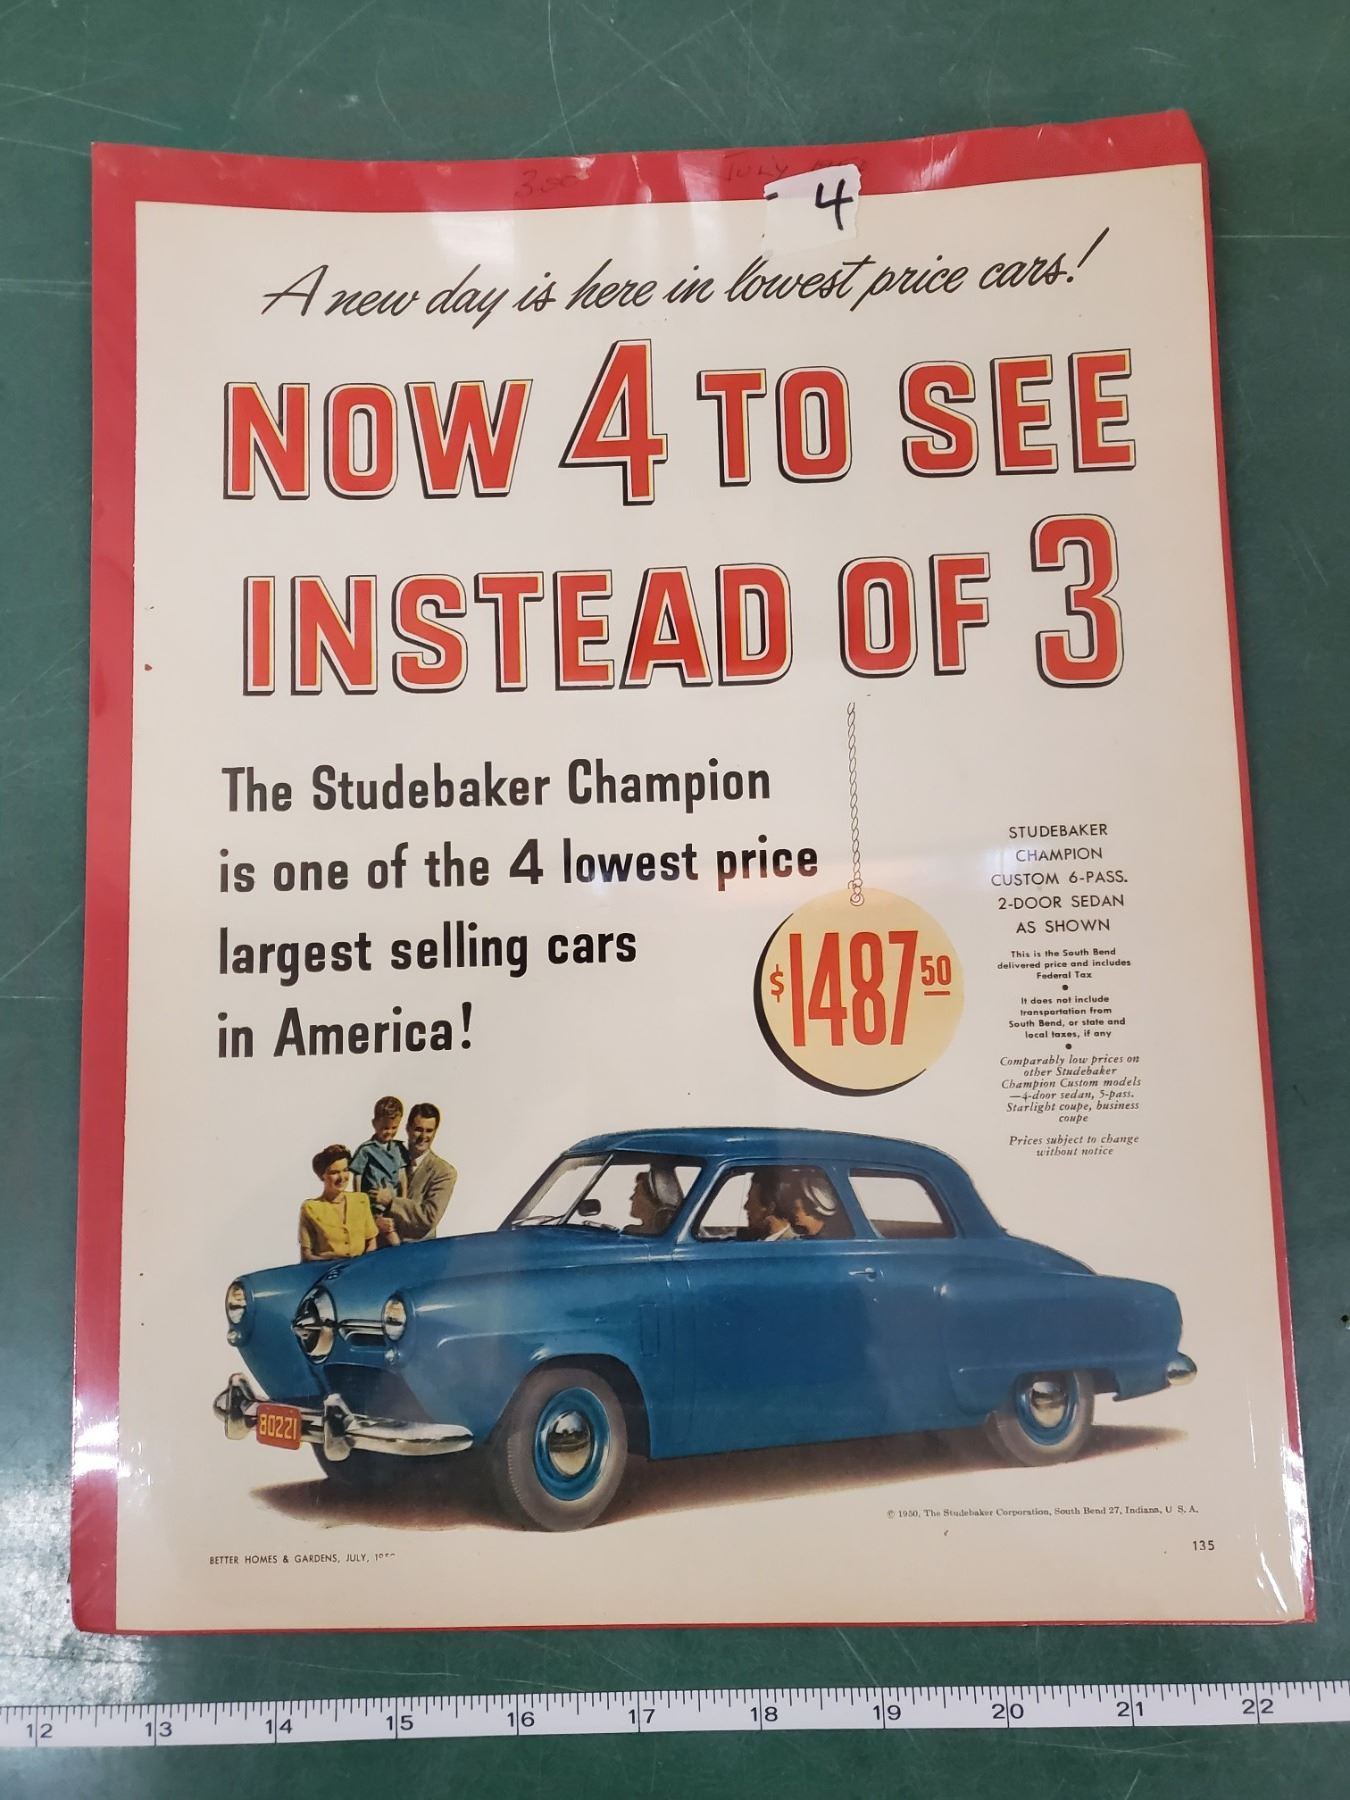 - 4
A new day is here in lowest price cars!
NOW 4 TO SEE
INSTEAD OF 3
The Studebaker Champion
is one of the 4 lowest price
largest selling cars
in America!
$1487 50
STUDEBAKER
CHAMPION
CUSTOM 6-PASS.
2-DOOR SEDAN
AS SHOWN
This is the South Bend
delivered price and includes
Federal Tax
•
It does not include
transportation from
South Bend, or state and
local taxes, if any
•
Comparably low prices on
other Studebaker
Champion Custom models
—4-door sedan, 5-pass.
Starlight coupe, business
coupe
Prices subject to change
without notice
80221
© 1950, The Studebaker Corporation, South Bend 27, Indiana, U S. A.
BETTER HOMES & GARDENS, JULY,
135
12 13 14 15 16 17 18 19 20 21 22